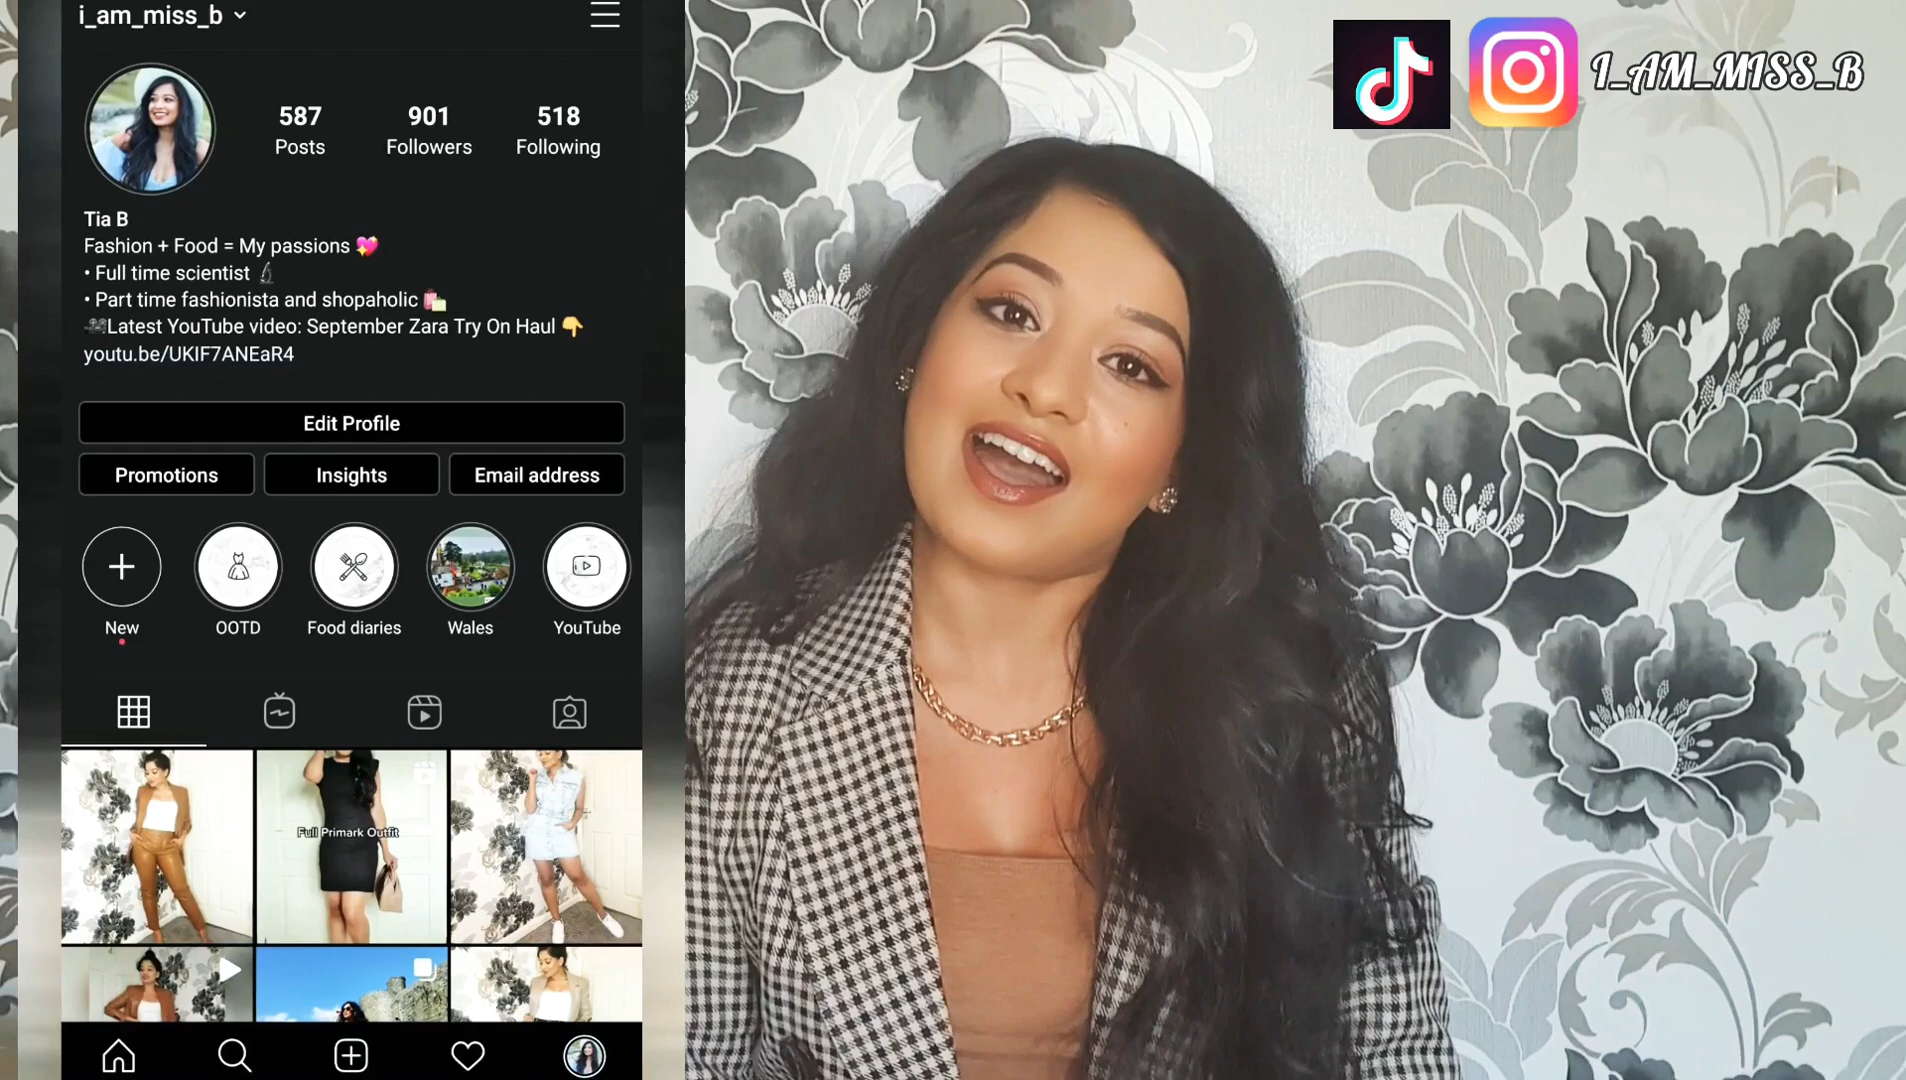 i_am_miss_b
587
Posts
901
Followers
518
Following
Tia B
Fashion + Food = My passions 💖
• Full time scientist 🔬
• Part time fashionista and shopaholic 🛍️
🎥Latest YouTube video: September Zara Try On Haul 👇
youtu.be/UKIF7ANEaR4
Edit Profile
Promotions
Insights
Email address
New
OOTD
Food diaries
Wales
YouTube
Full Primark Outfit
I_AM_MISS_B